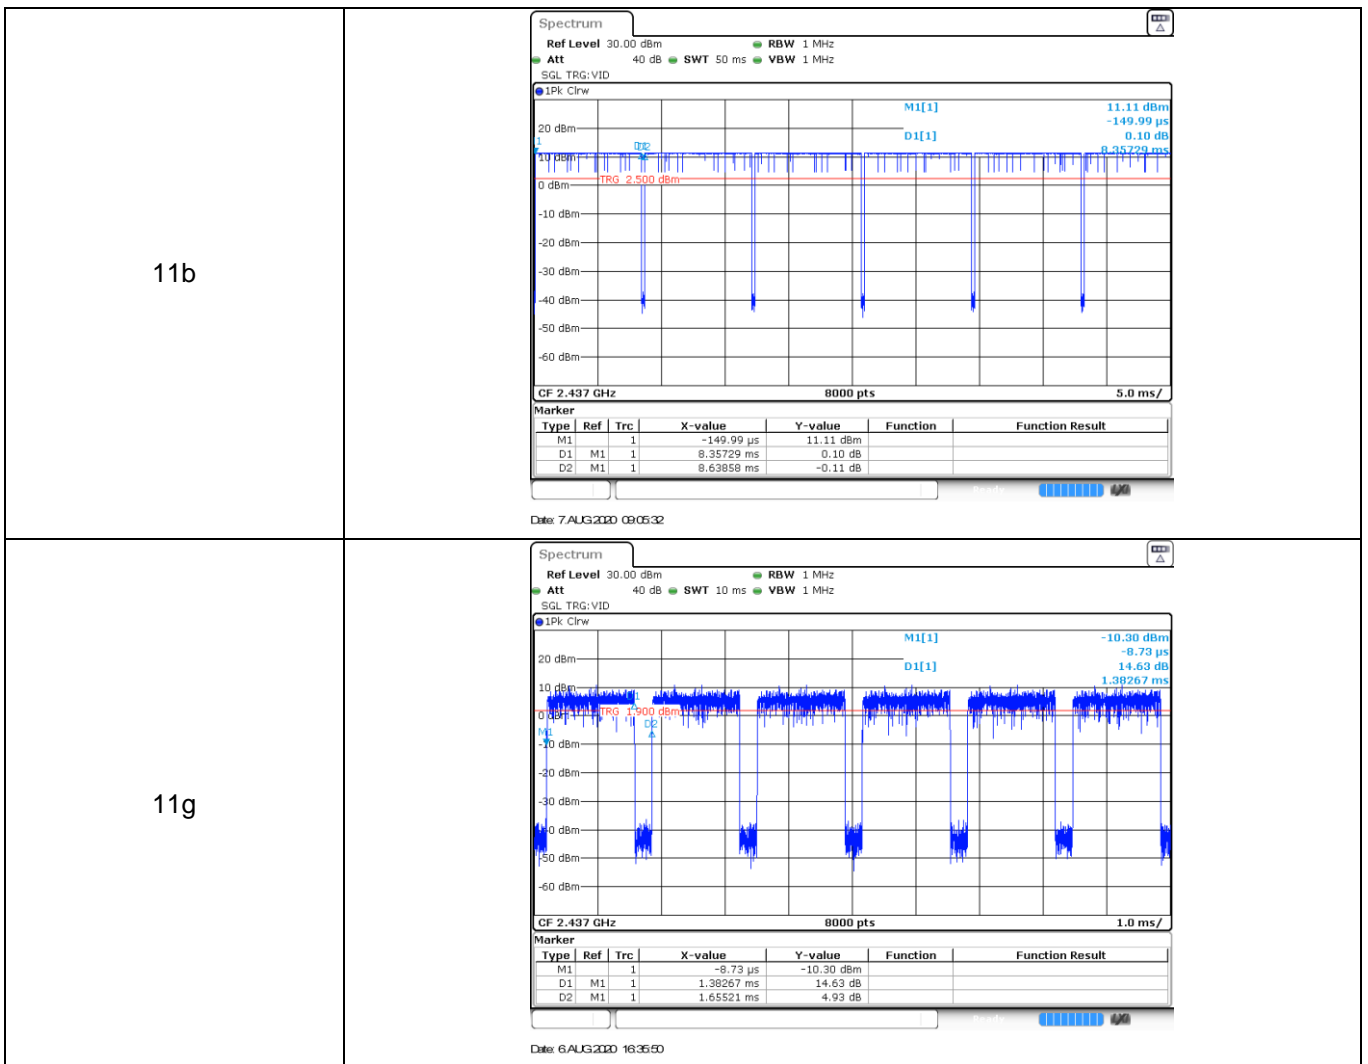 11b
Spectrum
Ref Level 30.00 dBm RBW 1 MHz
Att 40 dB SWT 50 ms VBW 1 MHz
SGL TRG:VID
1Pk Clrw
M1[1] 11.11 dBm
-149.99 µs
20 dBm
D1[1] 0.10 dB
8.35729 ms
D2
10 dBm
TRG 2.500 dBm
0 dBm
-10 dBm
-20 dBm
-30 dBm
-40 dBm
-50 dBm
-60 dBm
CF 2.437 GHz 8000 pts 5.0 ms/
Marker
Type Ref Trc X-value Y-value Function Function Result
M1 1 -149.99 µs 11.11 dBm
D1 M1 1 8.35729 ms 0.10 dB
D2 M1 1 8.63858 ms -0.11 dB
Ready
Date: 7.AUG.2020 09:05:32
11g
Spectrum
Ref Level 30.00 dBm RBW 1 MHz
Att 40 dB SWT 10 ms VBW 1 MHz
SGL TRG:VID
1Pk Clrw
M1[1] -10.30 dBm
-8.73 µs
20 dBm
D1[1] 14.63 dB
1.38267 ms
10 dBm
TRG 1.900 dBm
0 dBm
D2
M1
-10 dBm
-20 dBm
-30 dBm
-40 dBm
-50 dBm
-60 dBm
CF 2.437 GHz 8000 pts 1.0 ms/
Marker
Type Ref Trc X-value Y-value Function Function Result
M1 1 -8.73 µs -10.30 dBm
D1 M1 1 1.38267 ms 14.63 dB
D2 M1 1 1.65521 ms 4.93 dB
Ready
Date: 6.AUG.2020 16:35:50